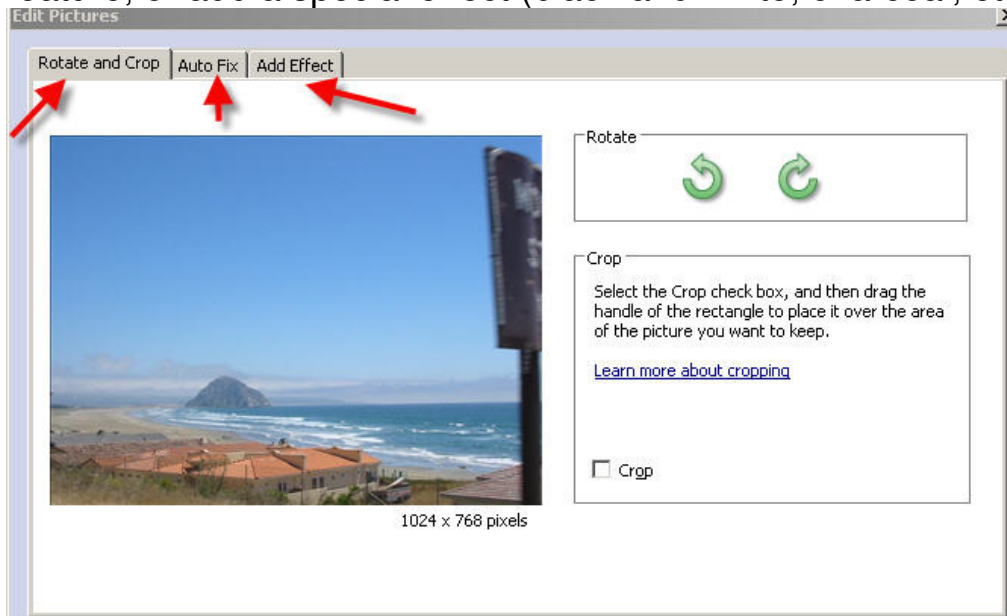 Edit Pictures
Rotate and Crop Auto Fix Add Effect
Rotate
Crop
Select the Crop check box, and then drag the
handle of the rectangle to place it over the area
of the picture you want to keep.
Learn more about cropping
Crop
1024 x 768 pixels